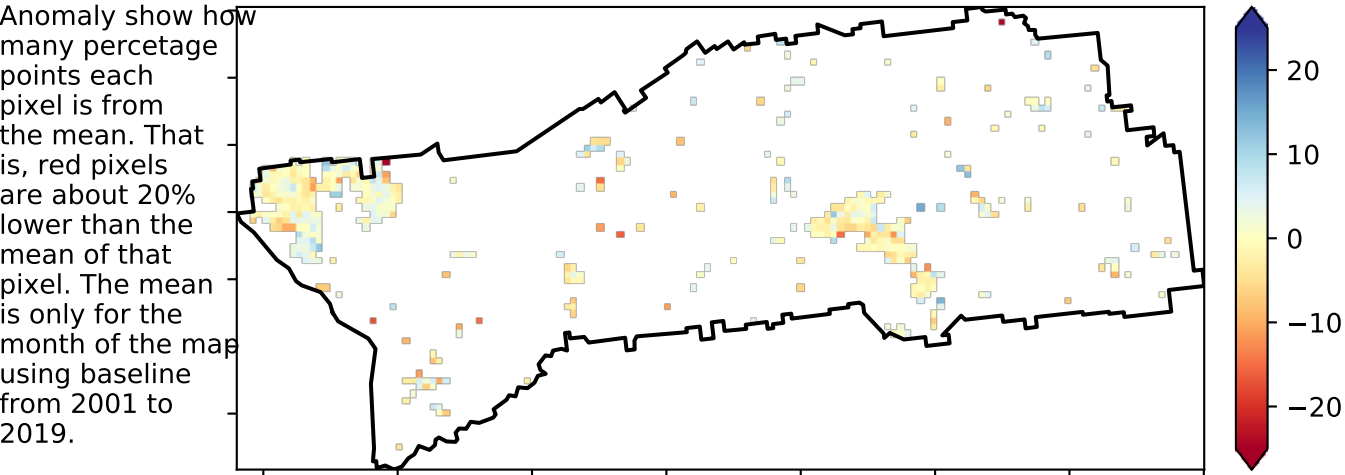 Anomaly show how
many percetage
points each
pixel is from
the mean. That
is, red pixels
are about 20%
lower than the
mean of that
pixel. The mean
is only for the
month of the map
using baseline
from 2001 to
2019.
20
10
0
−10
−20